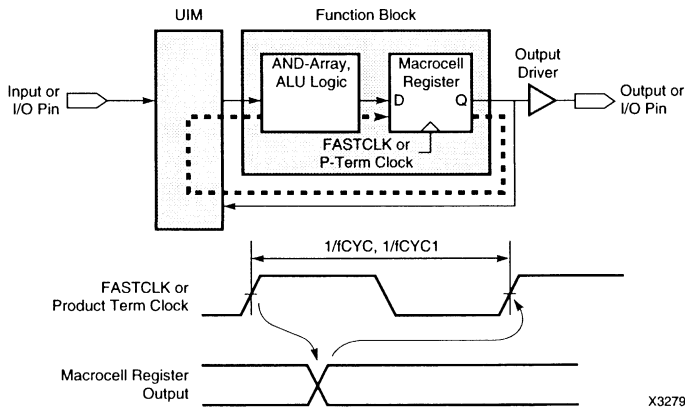 UIM
Function Block
AND-Array,
ALU Logic
Macrocell
Register
Output
Driver
Input or
I/O Pin
D
Q
Output or
I/O Pin
FASTCLK or
P-Term Clock
1/fCYC, 1/fCYC1
FASTCLK or
Product Term Clock
Macrocell Register
Output
X3279